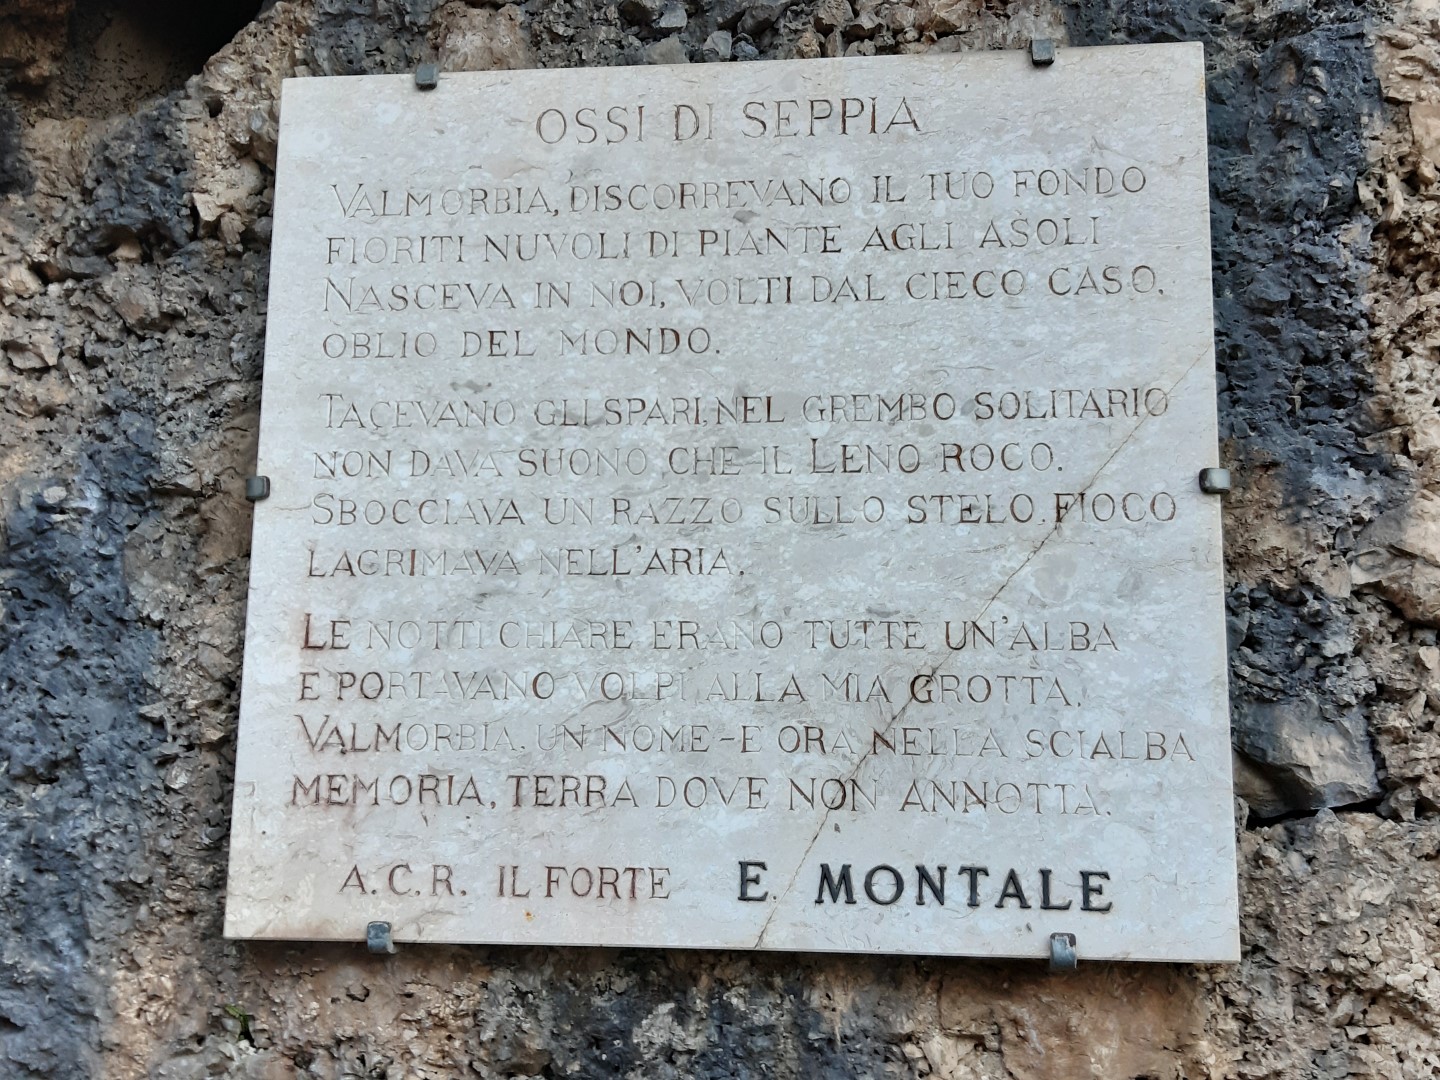 OSSI DI SEPPIA
VALMORBIA, DISCORREVANO IL TUO FONDO
FIORITI NUVOLI DI PIANTE AGLI ÀSOLI
NASCEVA IN NOI, VOLTI DAL CIECO CASO,
OBLIO DEL MONDO.
TACEVANO GLI SPARI, NEL GREMBO SOLITARIO
NON DAVA SUONO CHE IL LENO ROCO.
SBOCCIAVA UN RAZZO SULLO STELO, FIOCO
LACRIMAVA NELL'ARIA.
LE NOTTI CHIARE ERANO TUTTE UN'ALBA
E PORTAVANO VOLPI ALLA MIA GROTTA.
VALMORBIA, UN NOME - E ORA NELLA SCIALBA
MEMORIA, TERRA DOVE NON ANNOTTA.
A.C.R. IL FORTE E. MONTALE